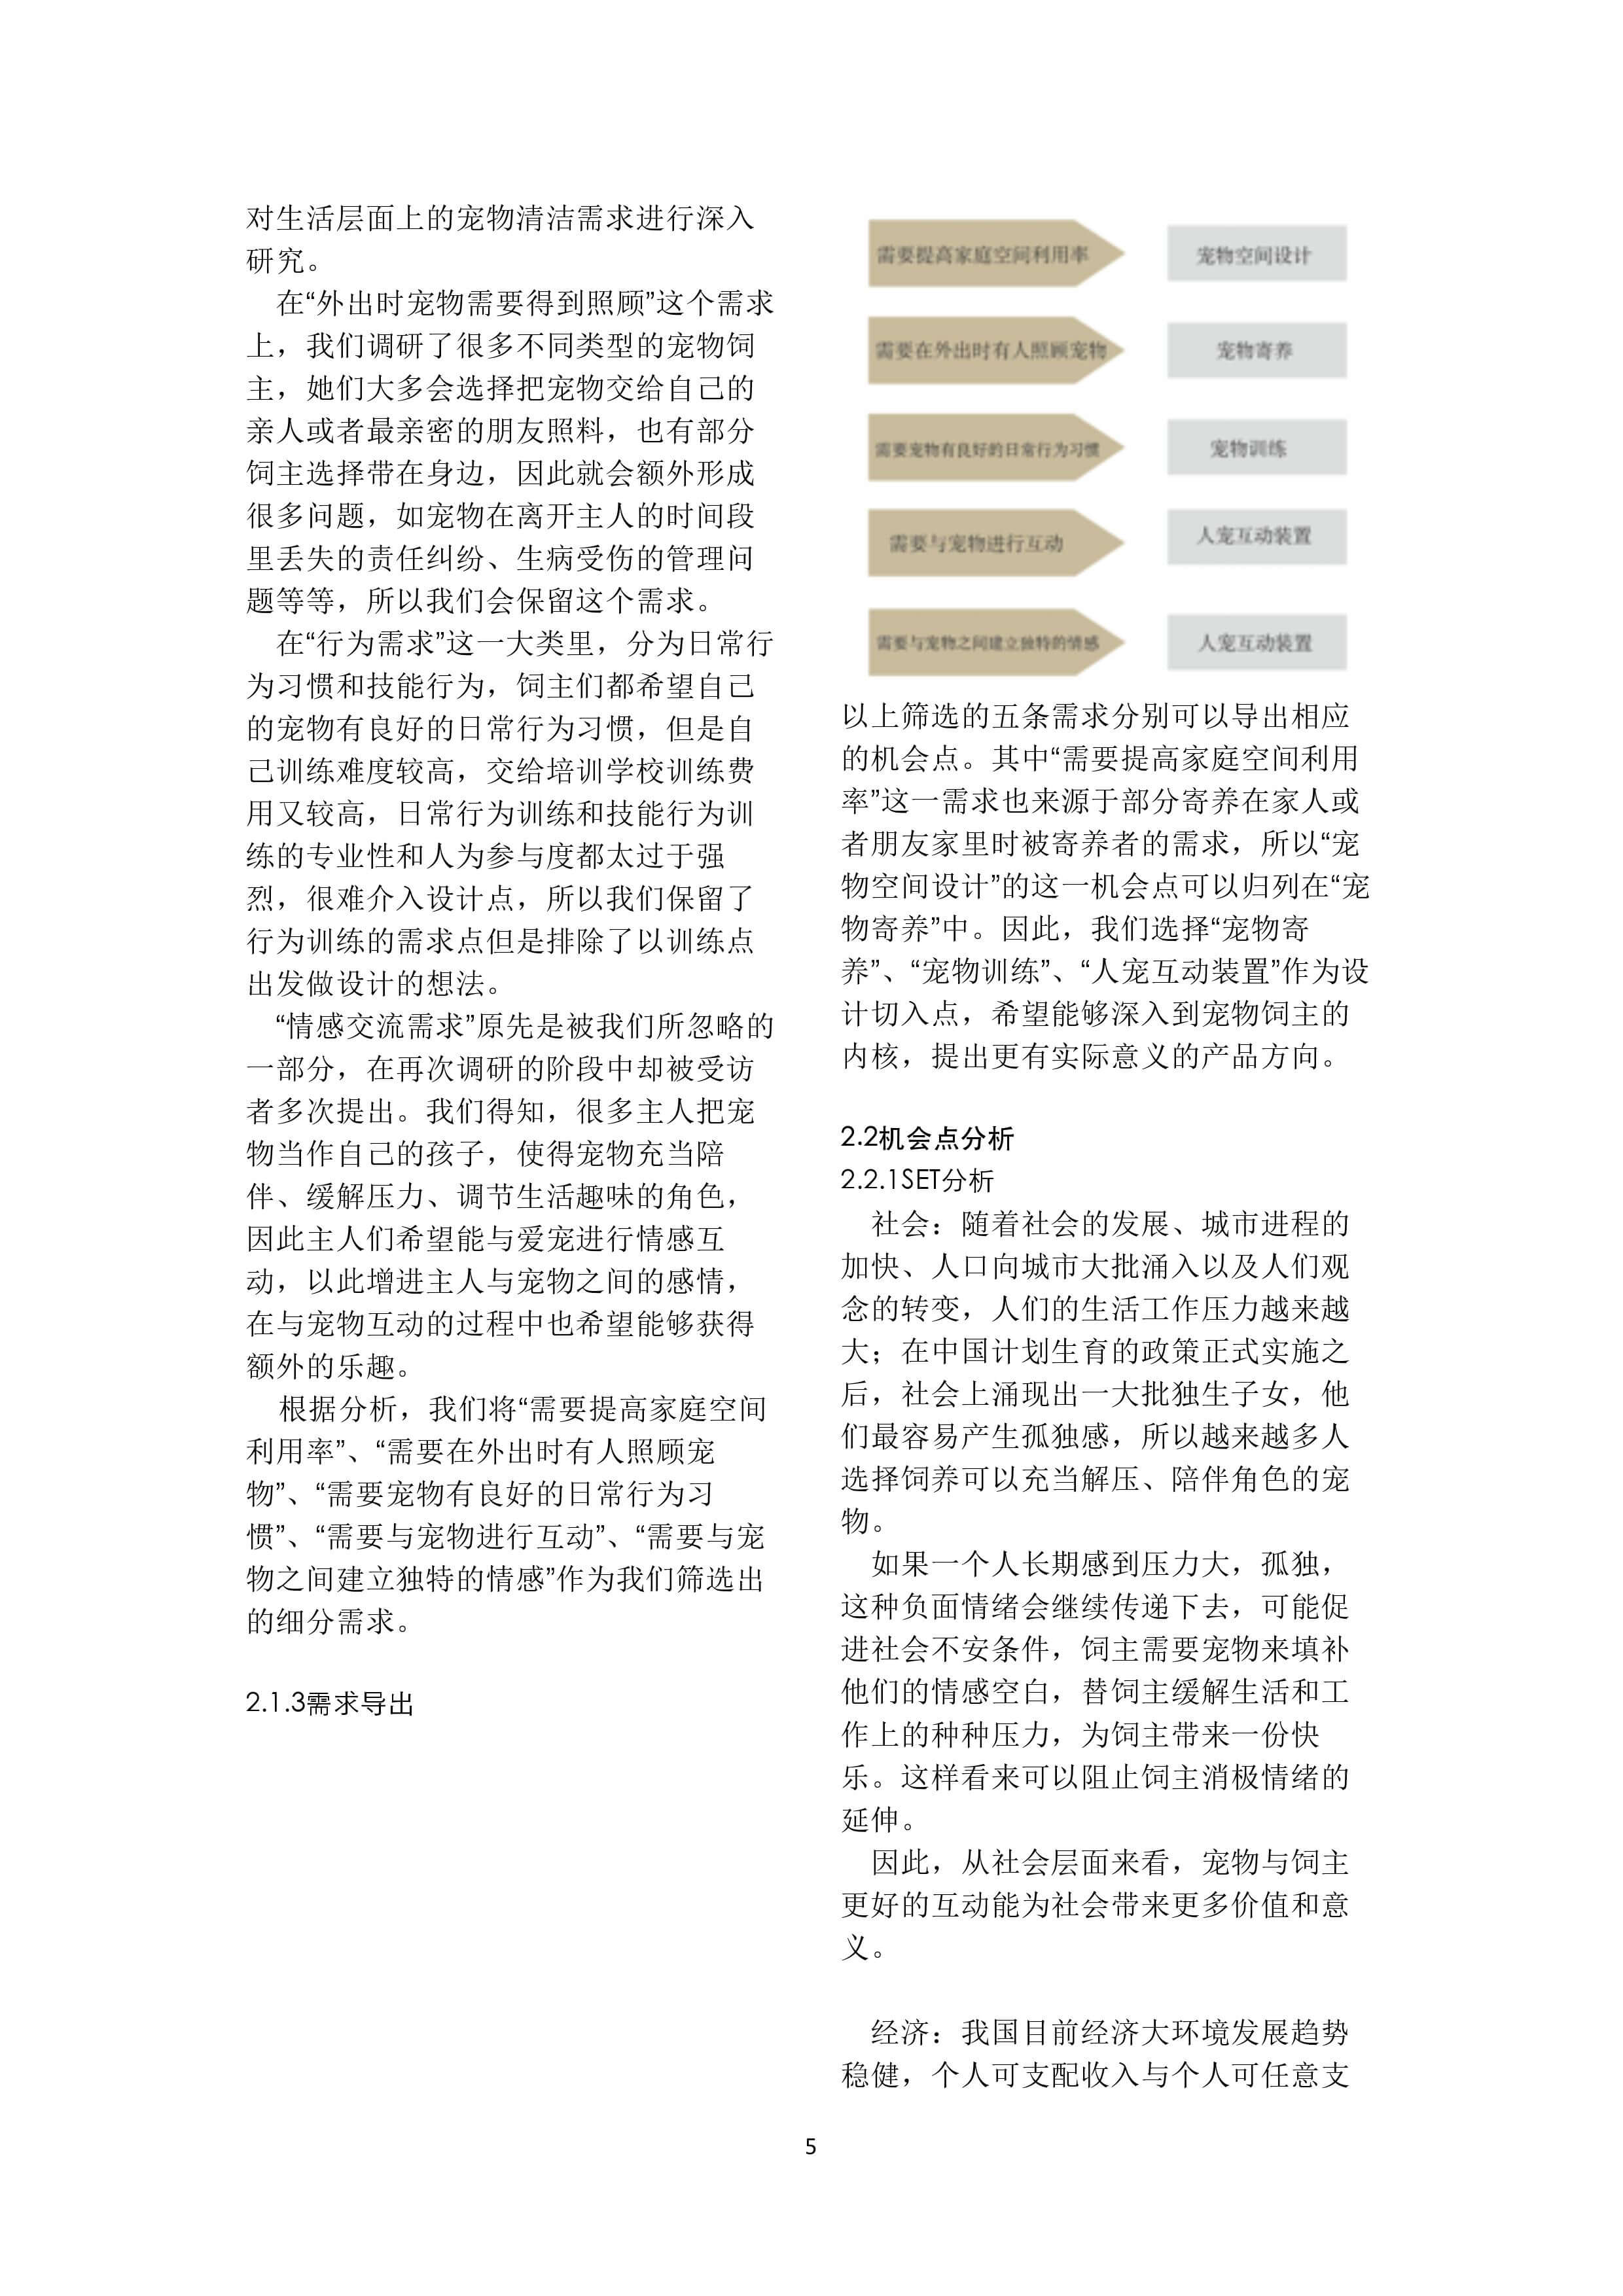 对生活层面上的宠物清洁需求进行深入
研究。
在“外出时宠物需要得到照顾”这个需求
上，我们调研了很多不同类型的宠物饲
主，她们大多会选择把宠物交给自己的
亲人或者最亲密的朋友照料，也有部分
饲主选择带在身边，因此就会额外形成
很多问题，如宠物在离开主人的时间段
里丢失的责任纠纷、生病受伤的管理问
题等等，所以我们会保留这个需求。
在“行为需求”这一大类里，分为日常行
为习惯和技能行为，饲主们都希望自己
的宠物有良好的日常行为习惯，但是自
己训练难度较高，交给培训学校训练费
用又较高，日常行为训练和技能行为训
练的专业性和人为参与度都太过于强
烈，很难介入设计点，所以我们保留了
行为训练的需求点但是排除了以训练点
出发做设计的想法。
“情感交流需求”原先是被我们所忽略的
一部分，在再次调研的阶段中却被受访
者多次提出。我们得知，很多主人把宠
物当作自己的孩子，使得宠物充当陪
伴、缓解压力、调节生活趣味的角色，
因此主人们希望能与爱宠进行情感互
动，以此增进主人与宠物之间的感情，
在与宠物互动的过程中也希望能够获得
额外的乐趣。
根据分析，我们将“需要提高家庭空间
利用率”、“需要在外出时有人照顾宠
物”、“需要宠物有良好的日常行为习
惯”、“需要与宠物进行互动”、“需要与宠
物之间建立独特的情感”作为我们筛选出
的细分需求。
2.1.3需求导出
需要提高家庭空间利用率
宠物空间设计
需要在外出时有人照顾宠物
宠物寄养
需要宠物有良好的日常行为习惯
宠物训练
需要与宠物进行互动
人宠互动装置
需要与宠物之间建立独特的情感
人宠互动装置
以上筛选的五条需求分别可以导出相应
的机会点。其中“需要提高家庭空间利用
率”这一需求也来源于部分寄养在家人或
者朋友家里时被寄养者的需求，所以“宠
物空间设计”的这一机会点可以归列在“宠
物寄养”中。因此，我们选择“宠物寄
养”、“宠物训练”、“人宠互动装置”作为设
计切入点，希望能够深入到宠物饲主的
内核，提出更有实际意义的产品方向。
2.2机会点分析
2.2.1SET分析
社会：随着社会的发展、城市进程的
加快、人口向城市大批涌入以及人们观
念的转变，人们的生活工作压力越来越
大；在中国计划生育的政策正式实施之
后，社会上涌现出一大批独生子女，他
们最容易产生孤独感，所以越来越多人
选择饲养可以充当解压、陪伴角色的宠
物。
如果一个人长期感到压力大，孤独，
这种负面情绪会继续传递下去，可能促
进社会不安条件，饲主需要宠物来填补
他们的情感空白，替饲主缓解生活和工
作上的种种压力，为饲主带来一份快
乐。这样看来可以阻止饲主消极情绪的
延伸。
因此，从社会层面来看，宠物与饲主
更好的互动能为社会带来更多价值和意
义。
经济：我国目前经济大环境发展趋势
稳健，个人可支配收入与个人可任意支
5